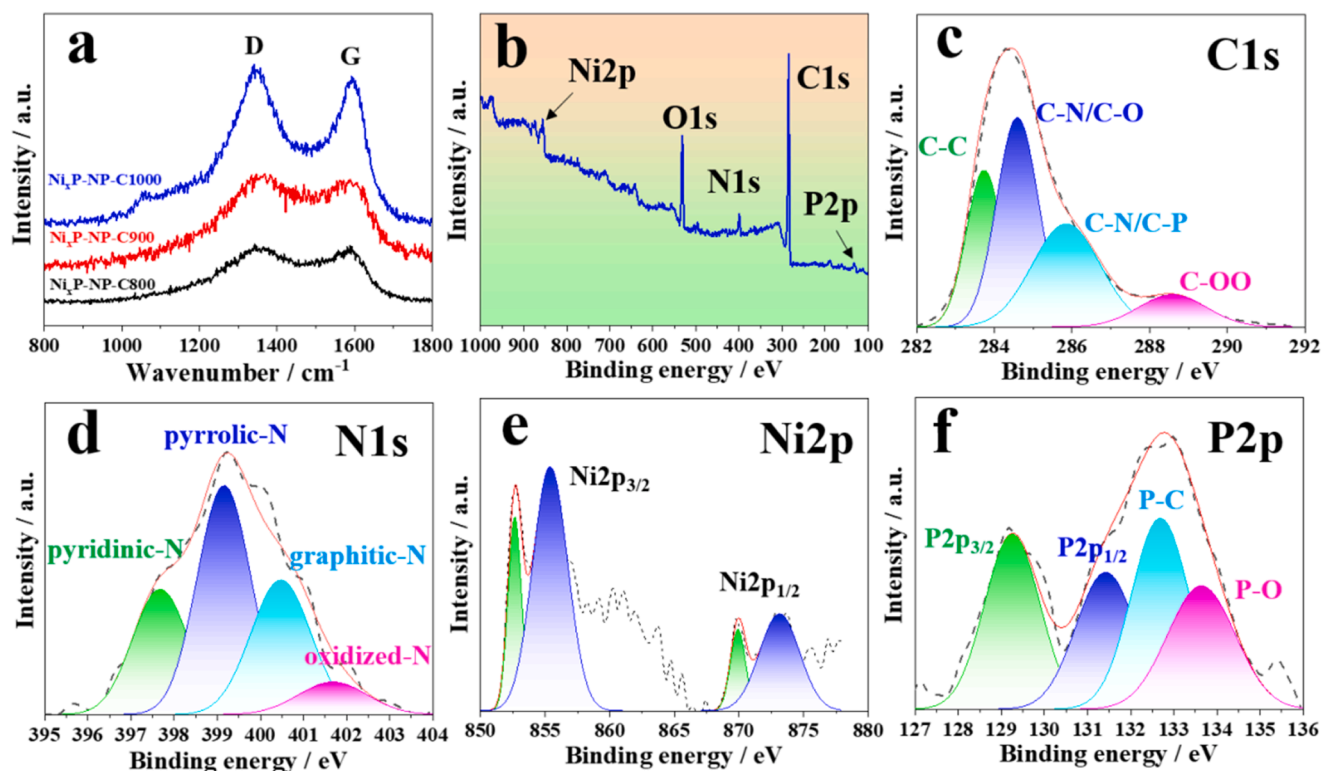 a
D
G
NiₓP-NP-C1000
NiₓP-NP-C900
NiₓP-NP-C800
Intensity / a.u.
800 1000 1200 1400 1600 1800
Wavenumber / cm⁻¹
b
Ni2p
O1s
N1s
C1s
P2p
Intensity / a.u.
1000 900 800 700 600 500 400 300 200 100
Binding energy / eV
c
C1s
C-C
C-N/C-O
C-N/C-P
C-OO
Intensity / a.u.
282 284 286 288 290 292
Binding energy / eV
d
N1s
pyrrolic-N
pyridinic-N
graphitic-N
oxidized-N
Intensity / a.u.
395 396 397 398 399 400 401 402 403 404
Binding energy / eV
e
Ni2p
Ni2p₃/₂
Ni2p₁/₂
Intensity / a.u.
850 855 860 865 870 875 880
Binding energy / eV
f
P2p
P2p₃/₂
P2p₁/₂
P-C
P-O
Intensity / a.u.
127 128 129 130 131 132 133 134 135 136
Binding energy / eV